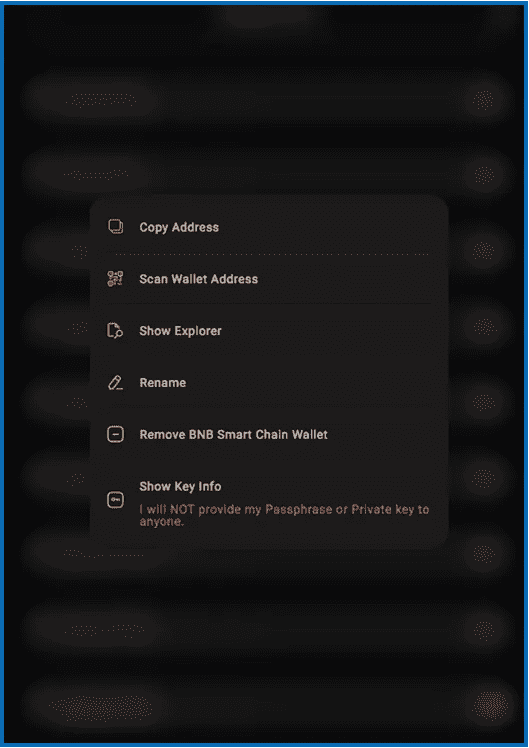 Copy Address
Scan Wallet Address
Show Explorer
Rename
Remove BNB Smart Chain Wallet
Show Key Info
I will NOT provide my Passphrase or Private key to
anyone.